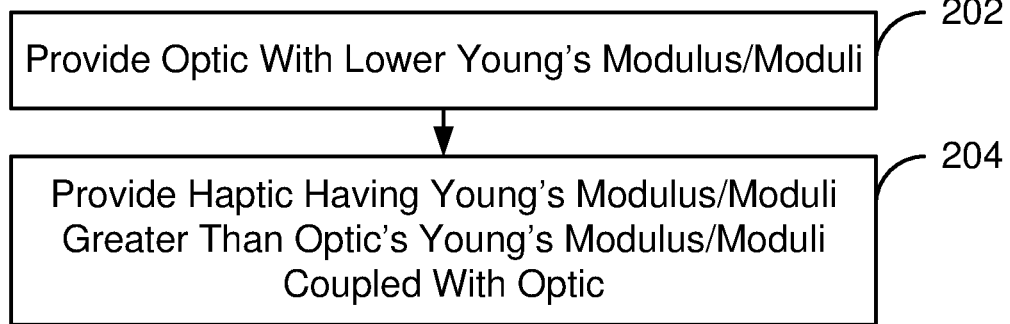 202
Provide Optic With Lower Young's Modulus/Moduli
204
Provide Haptic Having Young's Modulus/Moduli
Greater Than Optic's Young's Modulus/Moduli
Coupled With Optic